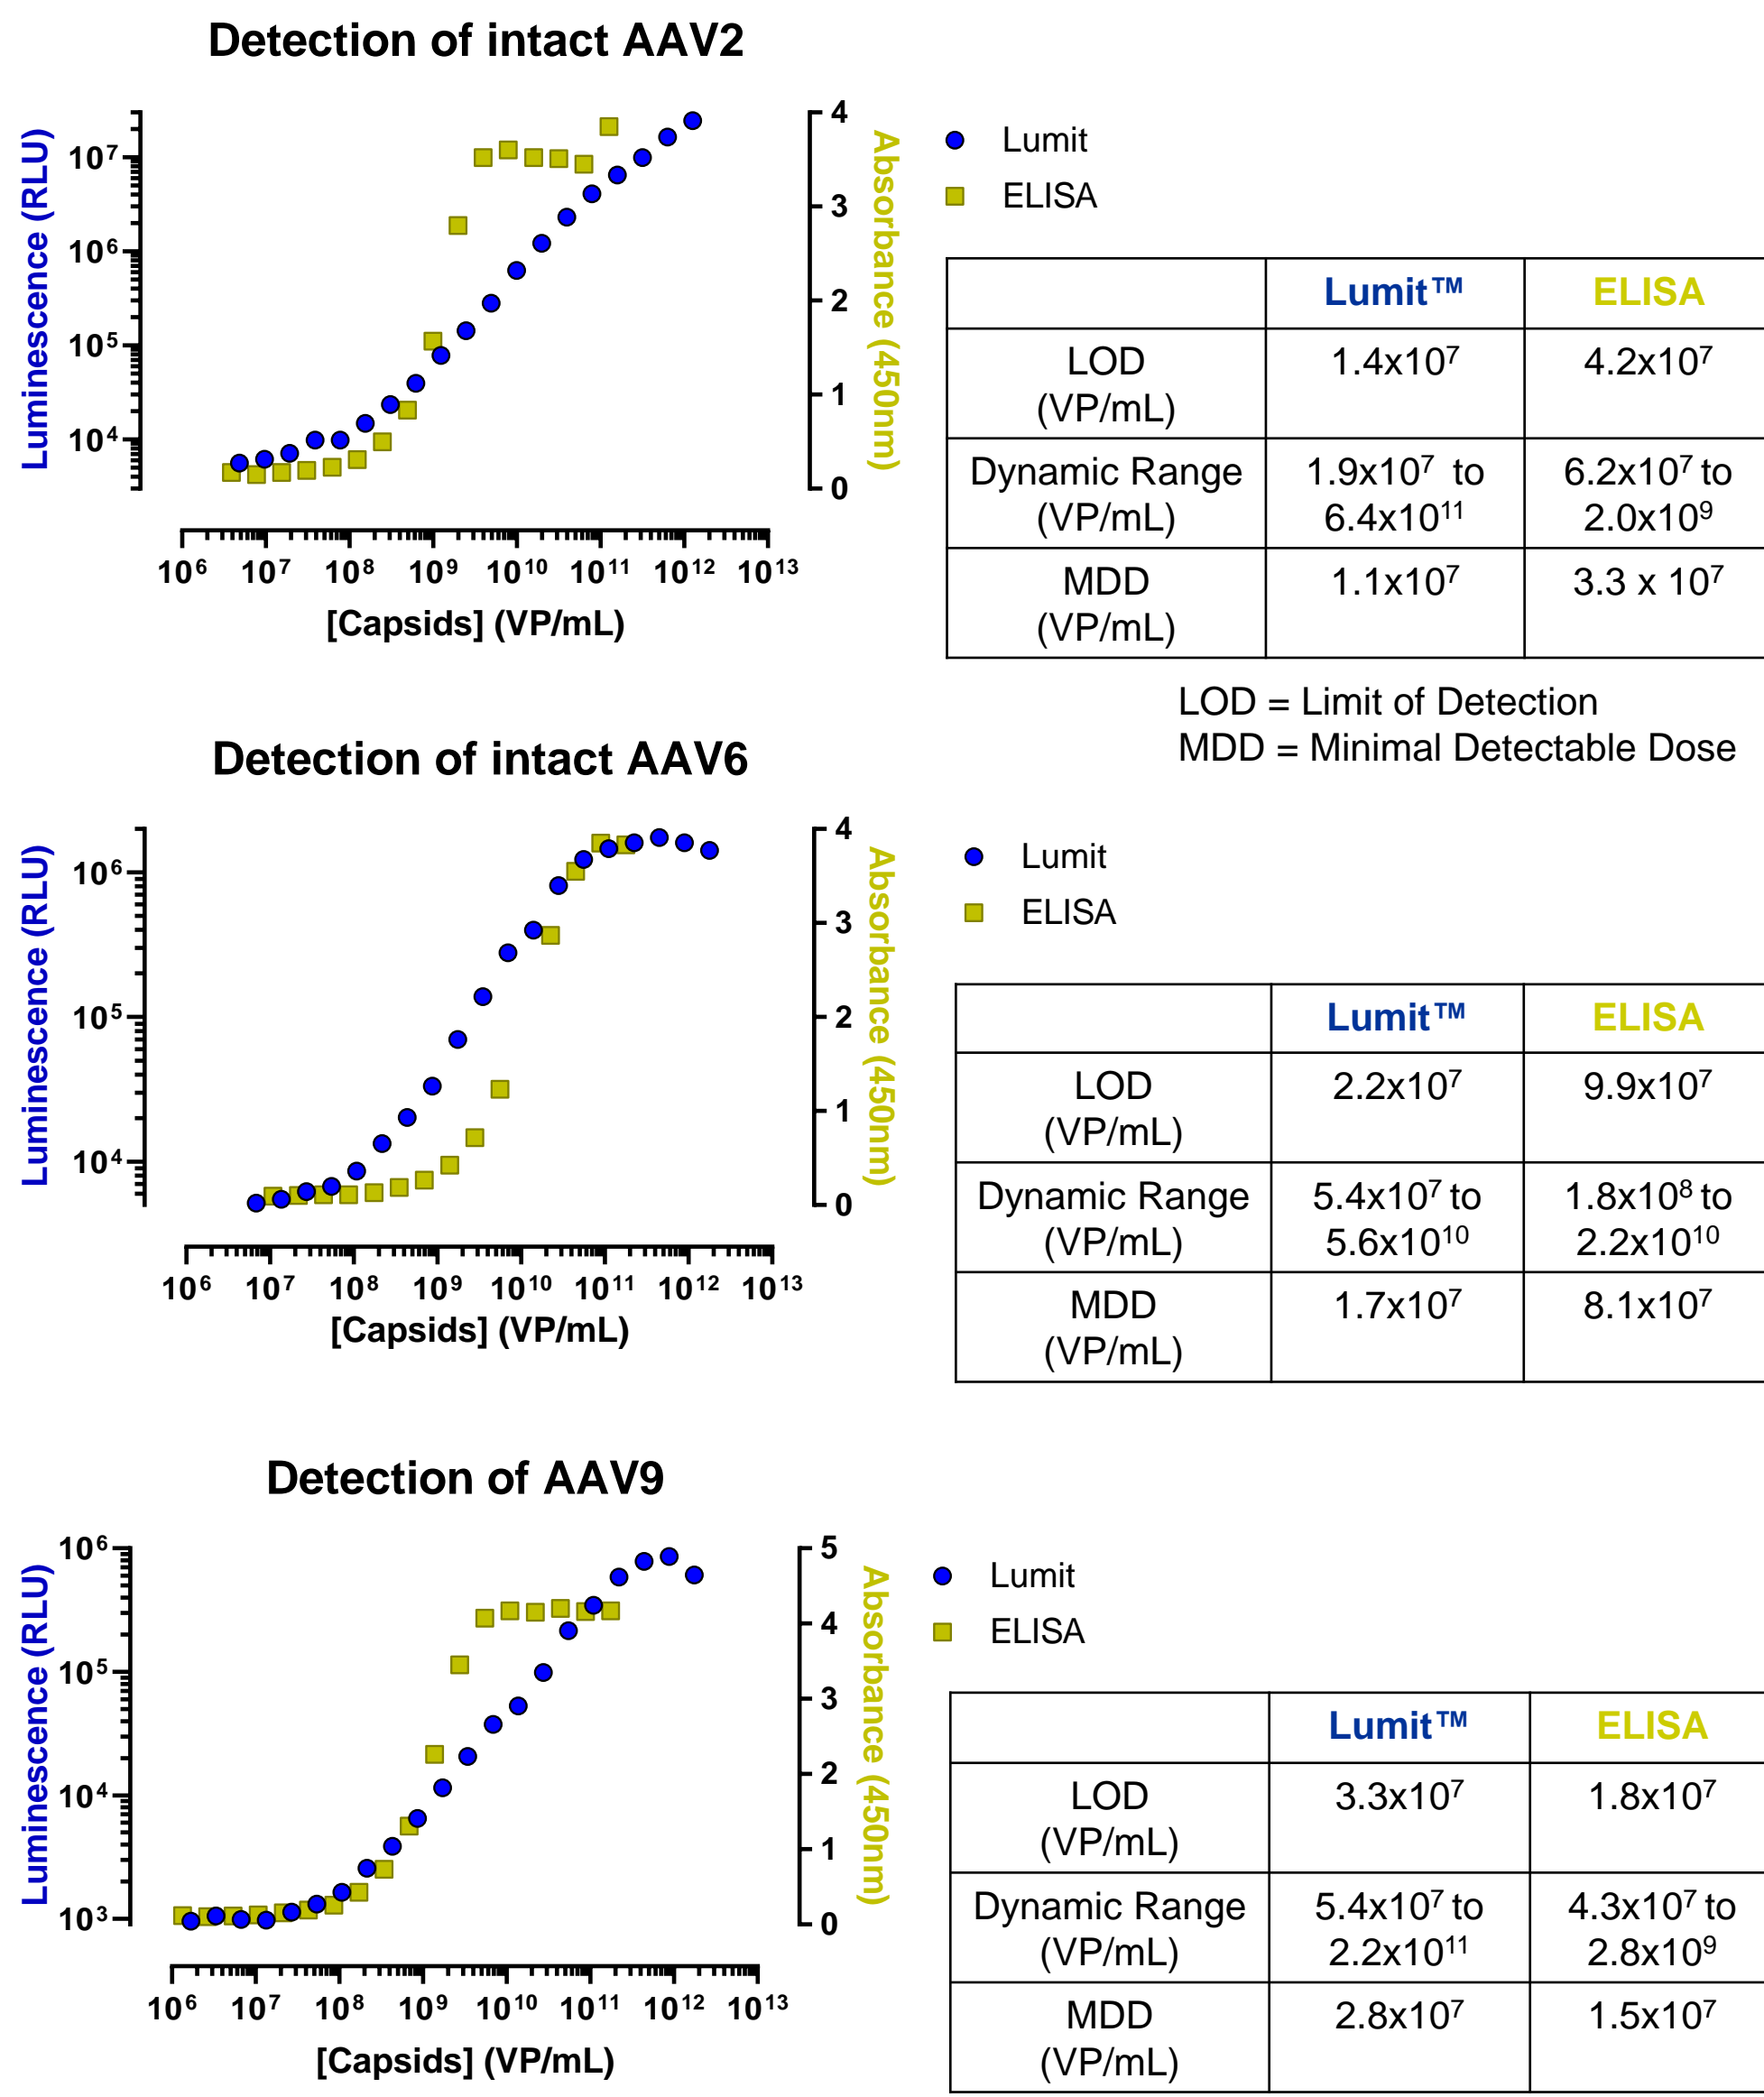 Detection of intact AAV2
Luminescence (RLU)
10⁷
10⁶
10⁵
10⁴
4
3
2
1
0
Absorbance (450nm)
10⁶ 10⁷ 10⁸ 10⁹ 10¹⁰ 10¹¹ 10¹² 10¹³
[Capsids] (VP/mL)
Lumit
ELISA
Lumit™ ELISA
LOD (VP/mL) 1.4x10⁷ 4.2x10⁷
Dynamic Range (VP/mL) 1.9x10⁷ to 6.4x10¹¹ 6.2x10⁷ to 2.0x10⁹
MDD (VP/mL) 1.1x10⁷ 3.3 x 10⁷
LOD = Limit of Detection
MDD = Minimal Detectable Dose
Detection of intact AAV6
Luminescence (RLU)
10⁶
10⁵
10⁴
4
3
2
1
0
Absorbance (450nm)
10⁶ 10⁷ 10⁸ 10⁹ 10¹⁰ 10¹¹ 10¹² 10¹³
[Capsids] (VP/mL)
Lumit
ELISA
Lumit™ ELISA
LOD (VP/mL) 2.2x10⁷ 9.9x10⁷
Dynamic Range (VP/mL) 5.4x10⁷ to 5.6x10¹⁰ 1.8x10⁸ to 2.2x10¹⁰
MDD (VP/mL) 1.7x10⁷ 8.1x10⁷
Detection of AAV9
Luminescence (RLU)
10⁶
10⁵
10⁴
10³
5
4
3
2
1
0
Absorbance (450nm)
10⁶ 10⁷ 10⁸ 10⁹ 10¹⁰ 10¹¹ 10¹² 10¹³
[Capsids] (VP/mL)
Lumit
ELISA
Lumit™ ELISA
LOD (VP/mL) 3.3x10⁷ 1.8x10⁷
Dynamic Range (VP/mL) 5.4x10⁷ to 2.2x10¹¹ 4.3x10⁷ to 2.8x10⁹
MDD (VP/mL) 2.8x10⁷ 1.5x10⁷